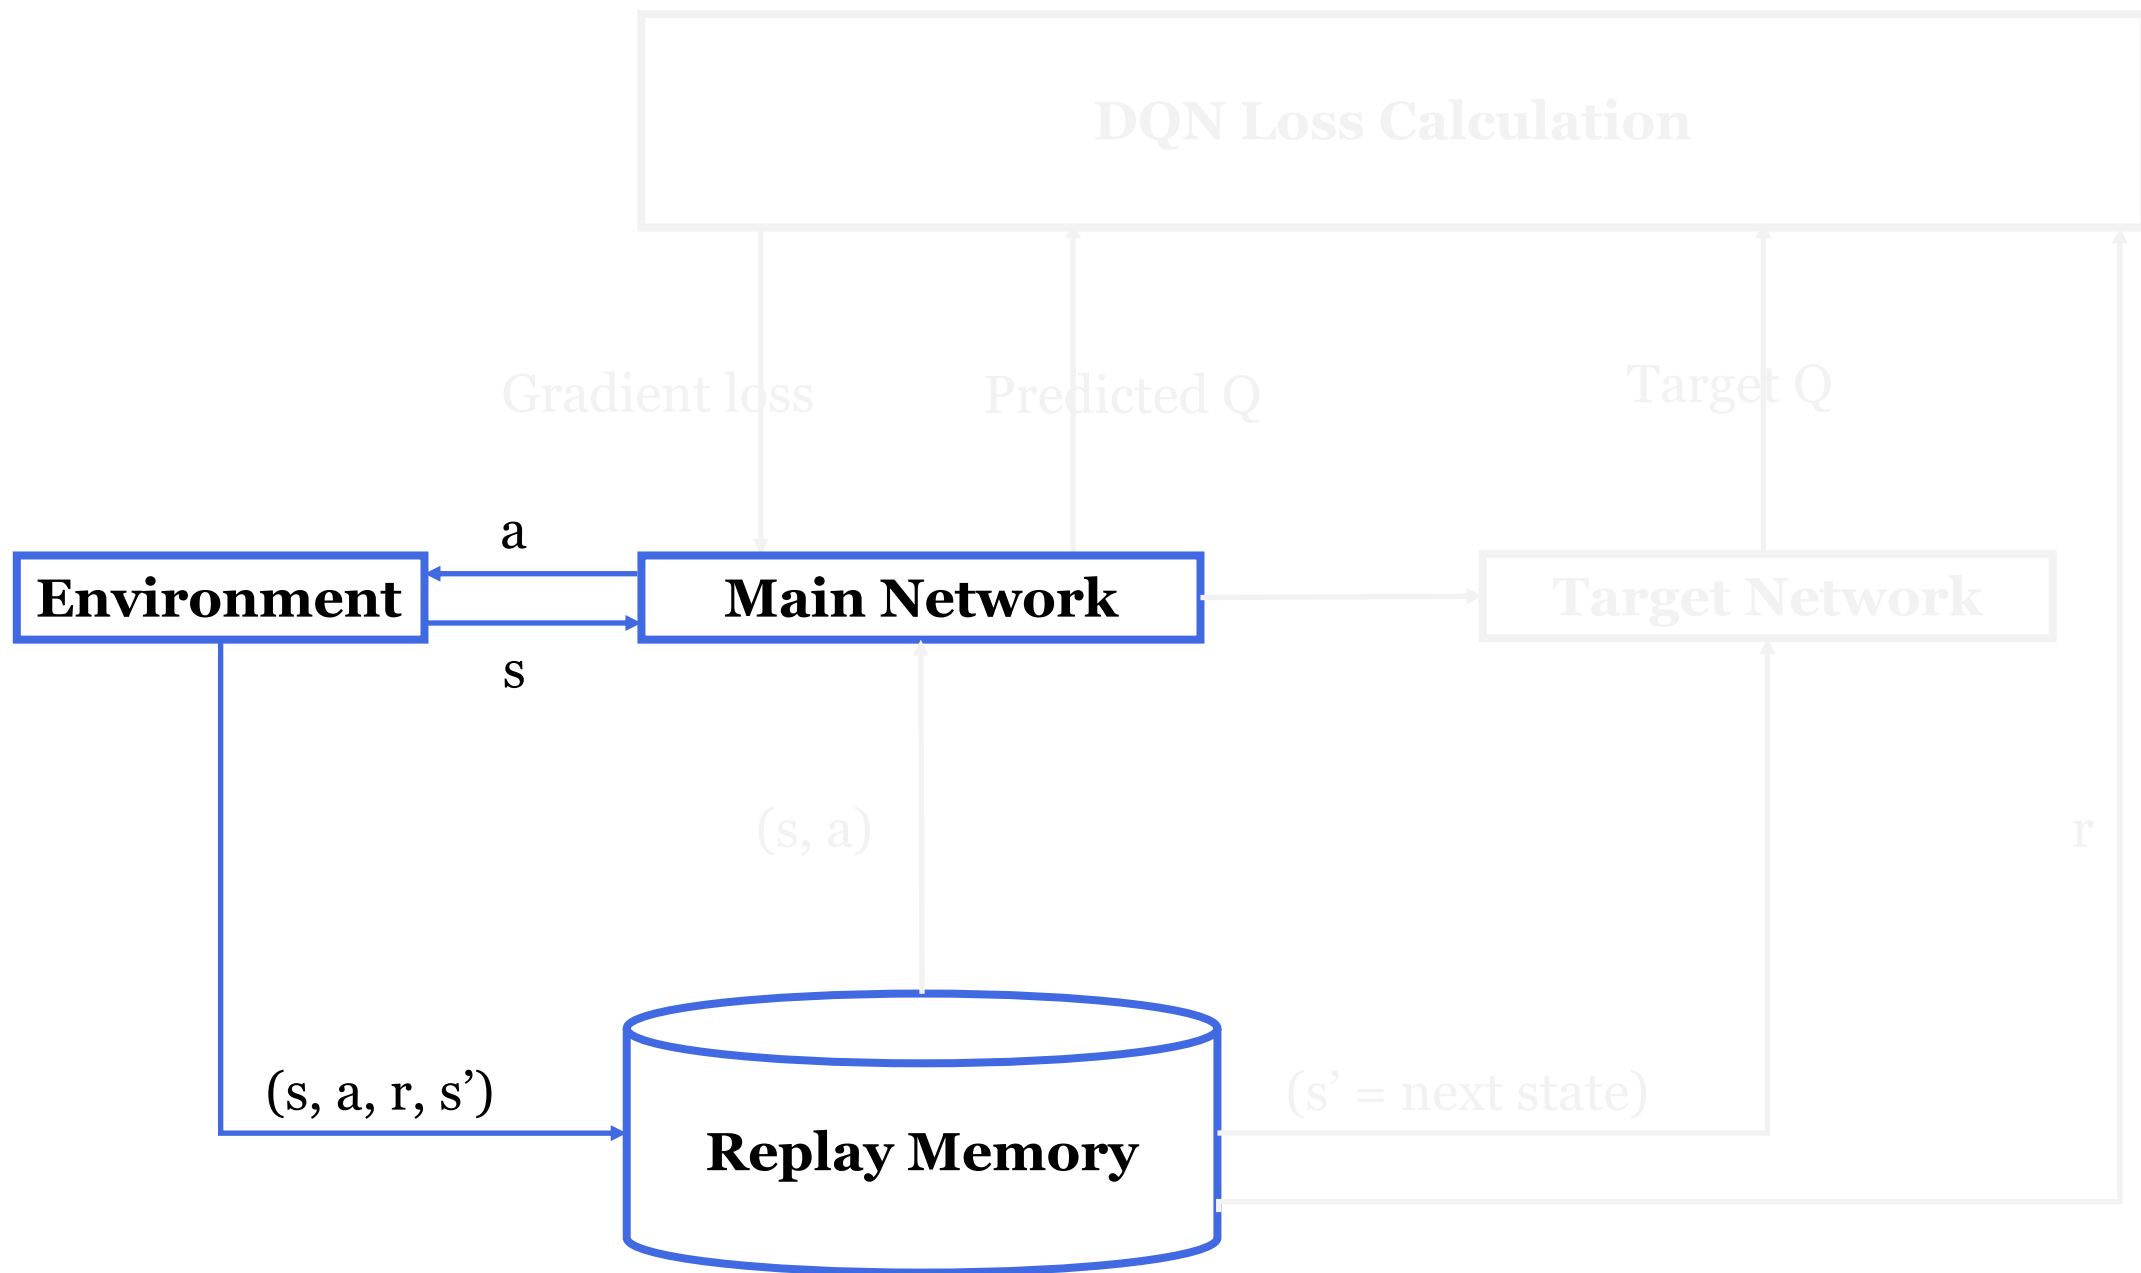 DQN Loss Calculation
Gradient loss
Predicted Q
Target Q
a
Environment
Main Network
Target Network
s
(s, a)
r
(s, a, r, s’)
(s’ = next state)
Replay Memory